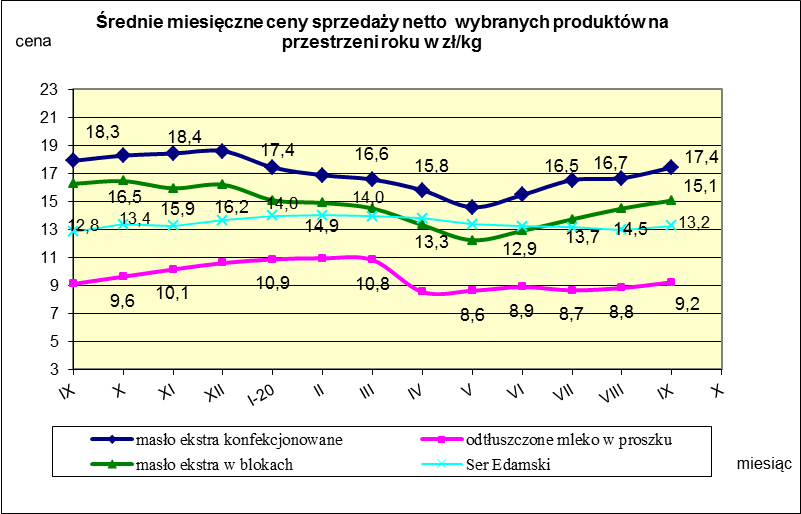 Średnie miesięczne ceny sprzedaży netto wybranych produktów na
przestrzeni roku w zł/kg
cena
23
21
19
17
15
13
11
9
7
5
3
18,3 18,4 17,4 16,6 15,8 16,5 16,7 17,4
16,5 15,9 16,2 14,9 13,3 12,9 13,7 14,5 15,1
12,8 13,4 14,0 14,0 13,2
9,6 10,1 10,9 10,8 8,6 8,9 8,7 8,8 9,2
IX X XI XII I-20 II III IV V VI VII VIII IX X
masło ekstra konfekcjonowane odtłuszczone mleko w proszku
masło ekstra w blokach Ser Edamski
miesiąc